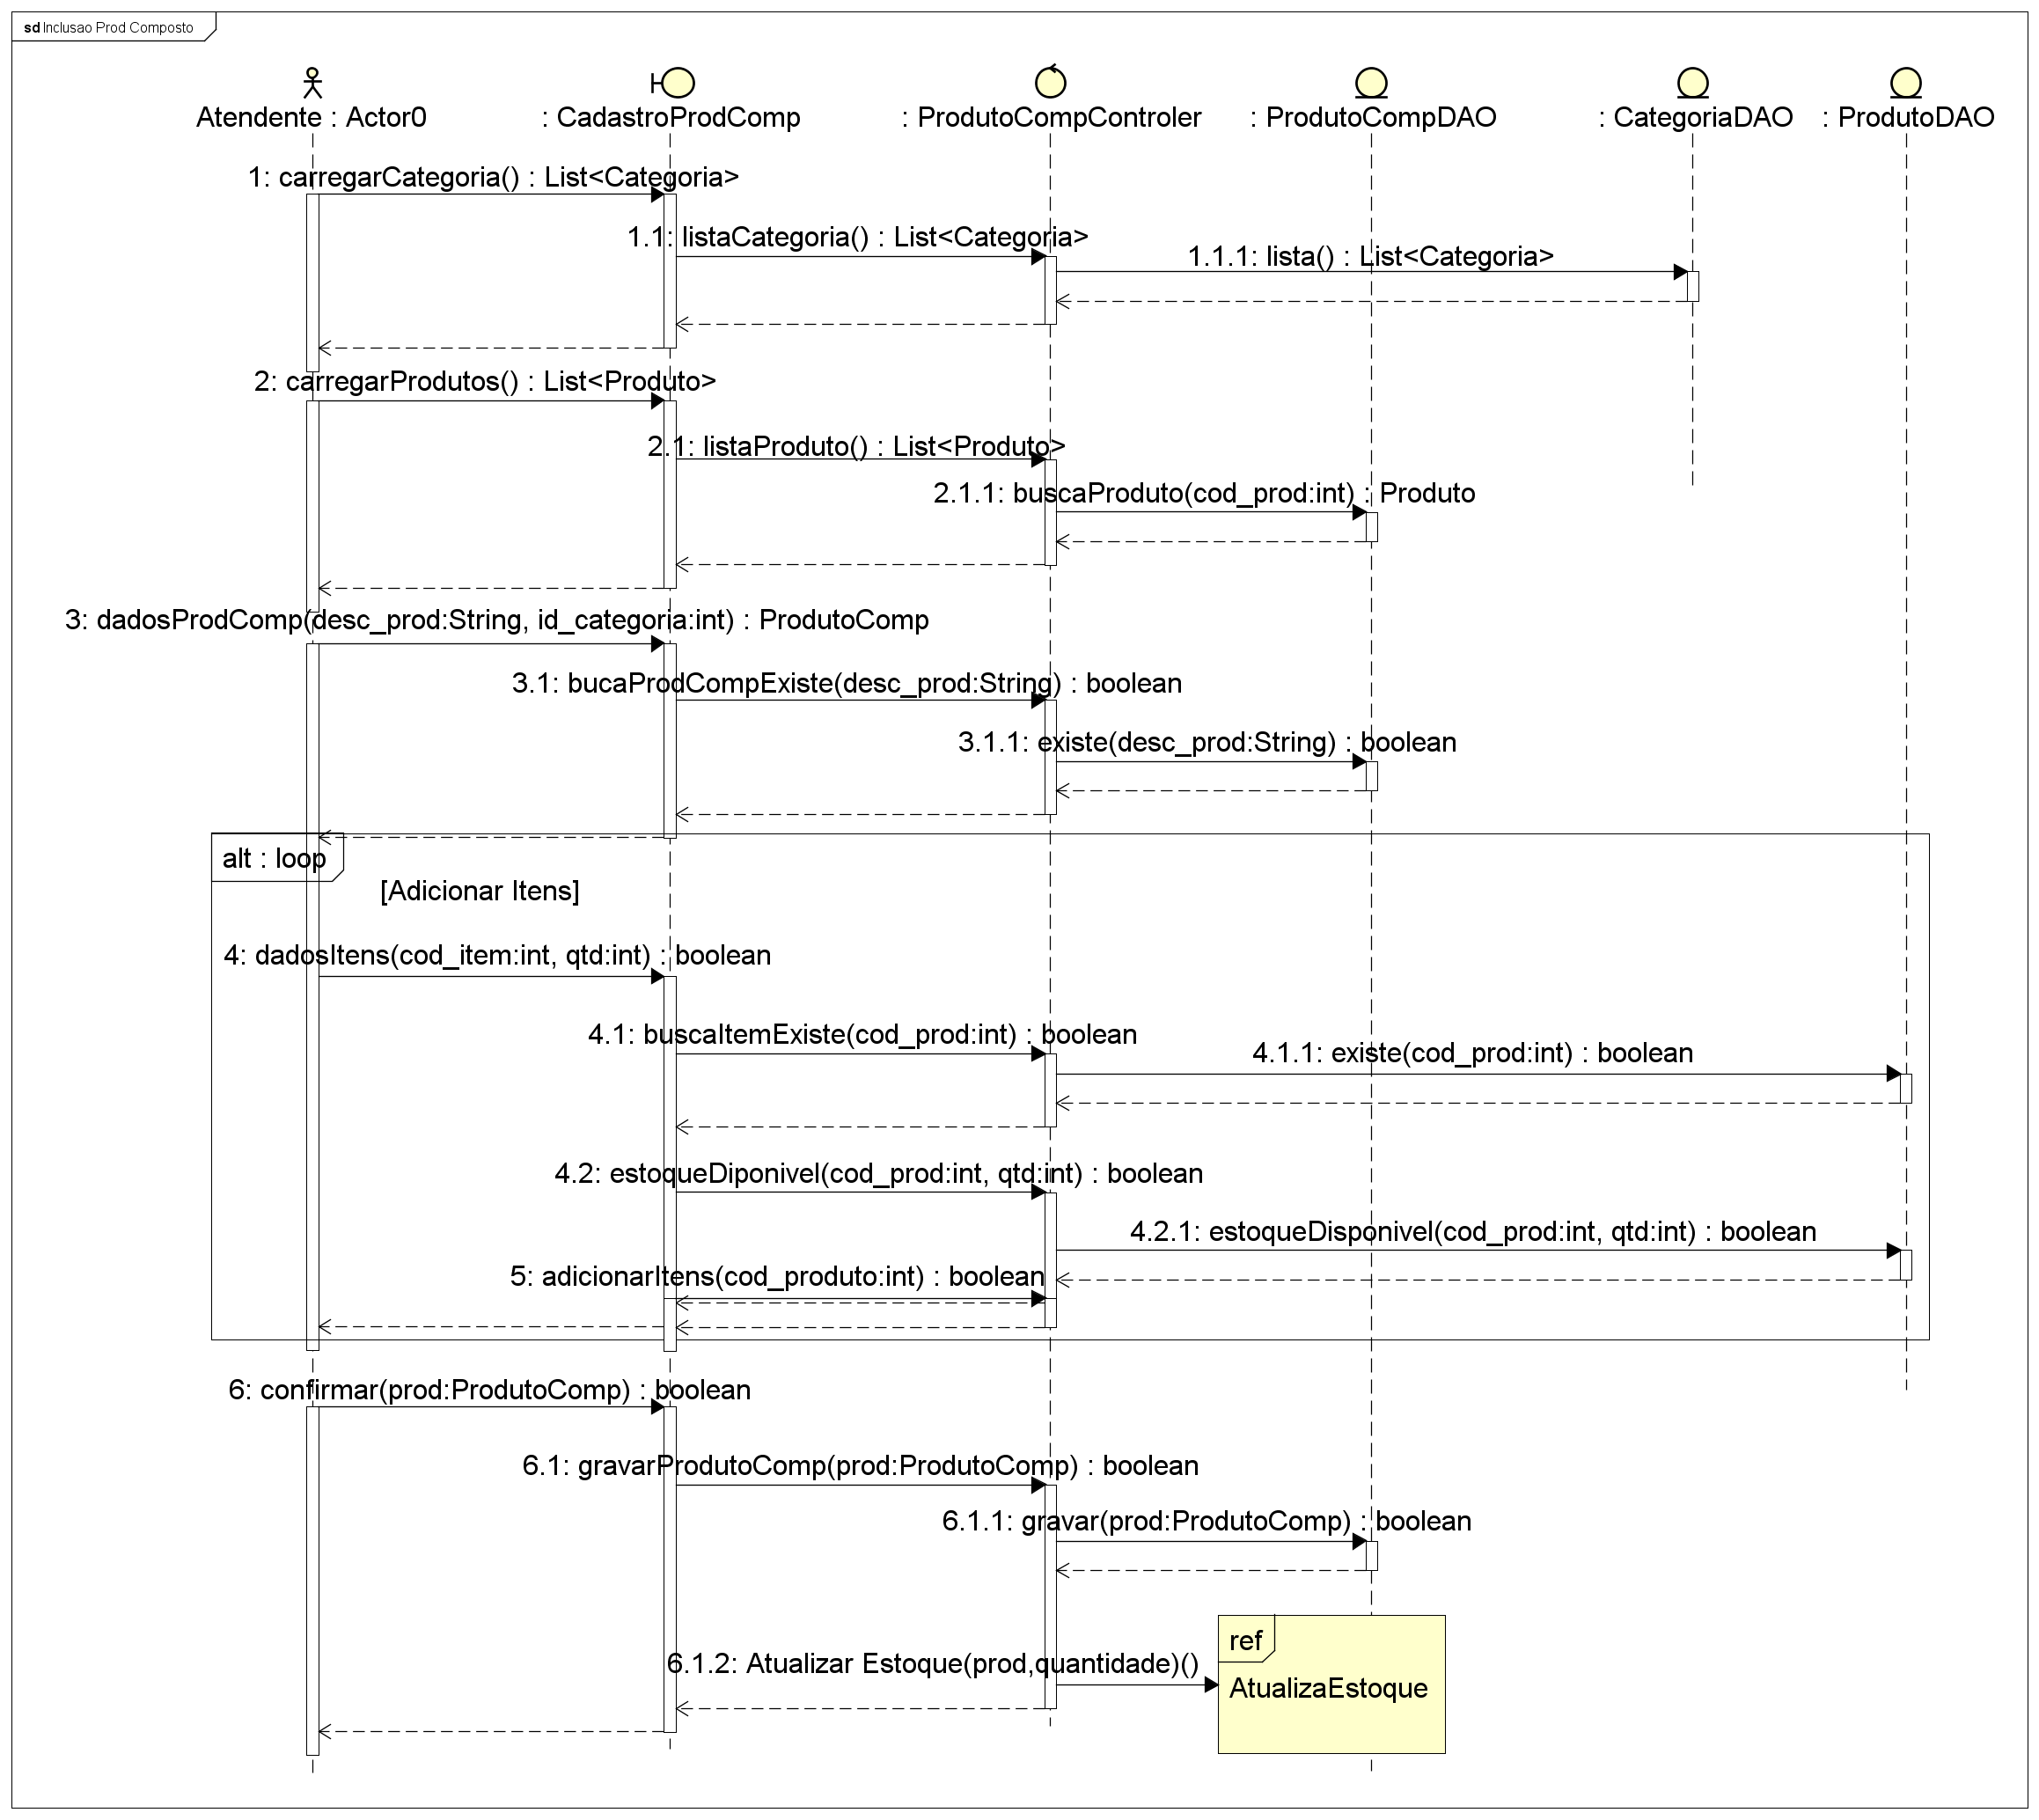 sd Inclusao Prod Composto
Atendente : Actor0
: CadastroProdComp
: ProdutoCompControler
: ProdutoCompDAO
: CategoriaDAO
: ProdutoDAO
1: carregarCategoria() : List<Categoria>
1.1: listaCategoria() : List<Categoria>
1.1.1: lista() : List<Categoria>
2: carregarProdutos() : List<Produto>
2.1: listaProduto() : List<Produto>
2.1.1: buscaProduto(cod_prod:int) : Produto
3: dadosProdComp(desc_prod:String, id_categoria:int) : ProdutoComp
3.1: bucaProdCompExiste(desc_prod:String) : boolean
3.1.1: existe(desc_prod:String) : boolean
alt : loop
[Adicionar Itens]
4: dadosItens(cod_item:int, qtd:int) : boolean
4.1: buscaItemExiste(cod_prod:int) : boolean
4.1.1: existe(cod_prod:int) : boolean
4.2: estoqueDiponivel(cod_prod:int, qtd:int) : boolean
4.2.1: estoqueDisponivel(cod_prod:int, qtd:int) : boolean
5: adicionarItens(cod_produto:int) : boolean
6: confirmar(prod:ProdutoComp) : boolean
6.1: gravarProdutoComp(prod:ProdutoComp) : boolean
6.1.1: gravar(prod:ProdutoComp) : boolean
ref
6.1.2: Atualizar Estoque(prod,quantidade)()
AtualizaEstoque